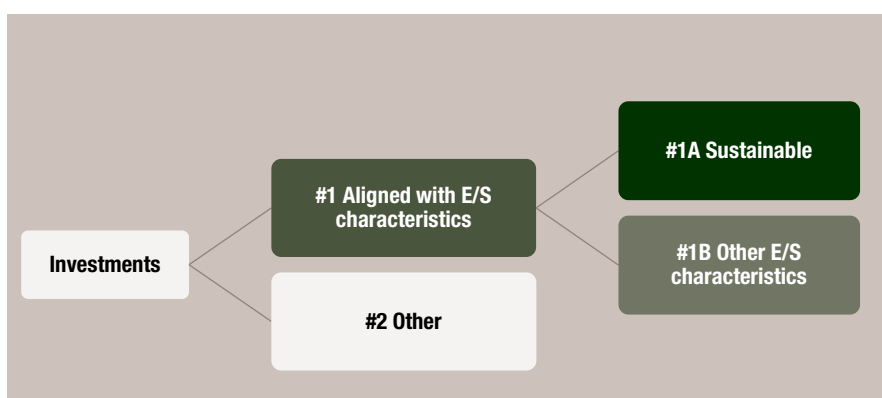 Investments
#1 Aligned with E/S
characteristics
#2 Other
#1A Sustainable
#1B Other E/S
characteristics